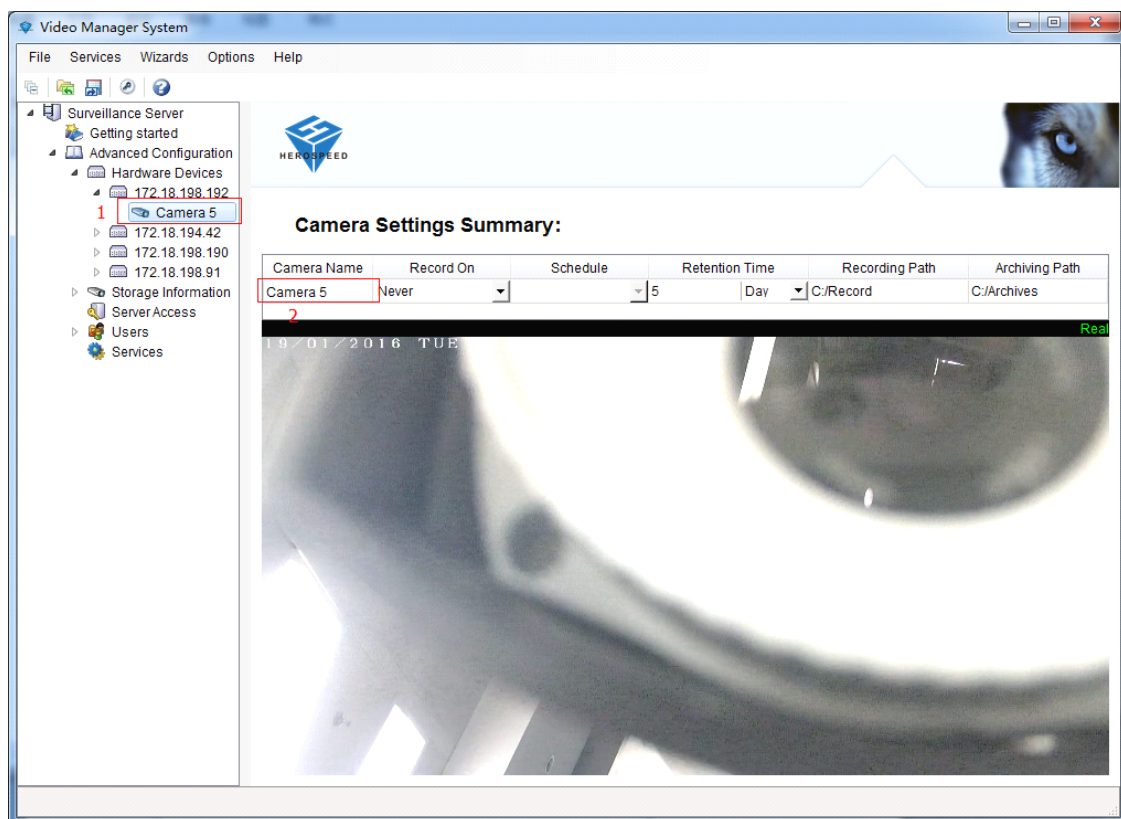 Video Manager System
File Services Wizards Options Help
Surveillance Server
Getting started
Advanced Configuration
Hardware Devices
172.18.198.192
1 Camera 5
172.18.194.42
172.18.198.190
172.18.198.91
Storage Information
Server Access
Users
Services
HEROSPEED
Camera Settings Summary:
Camera Name Record On Schedule Retention Time Recording Path Archiving Path
Camera 5 Never 5 Day C:/Record C:/Archives
2
Real
19/01/2016 TUE